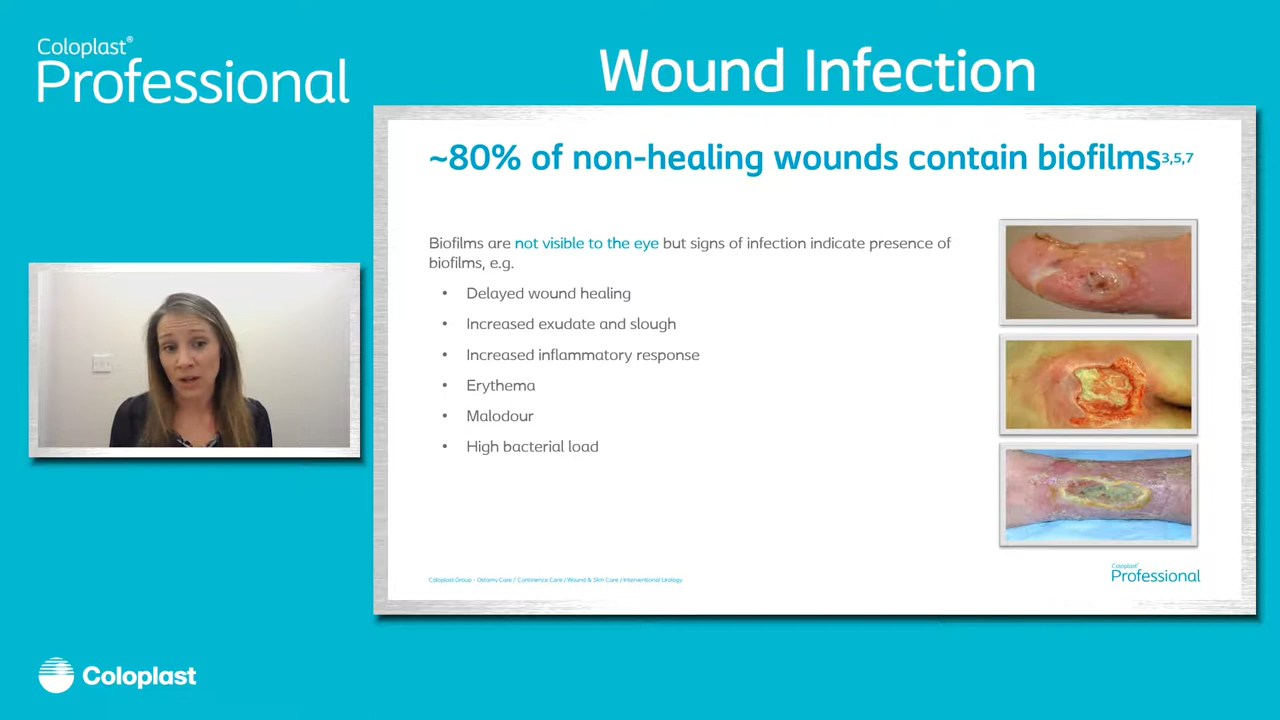 Coloplast®
Professional
Wound Infection
~80% of non-healing wounds contain biofilms3,5,7
Biofilms are not visible to the eye but signs of infection indicate presence of
biofilms, e.g.
• Delayed wound healing
• Increased exudate and slough
• Increased inflammatory response
• Erythema
• Malodour
• High bacterial load
Coloplast Group - Ostomy Care / Continence Care / Wound & Skin Care / Interventional Urology
Coloplast®
Professional
Coloplast